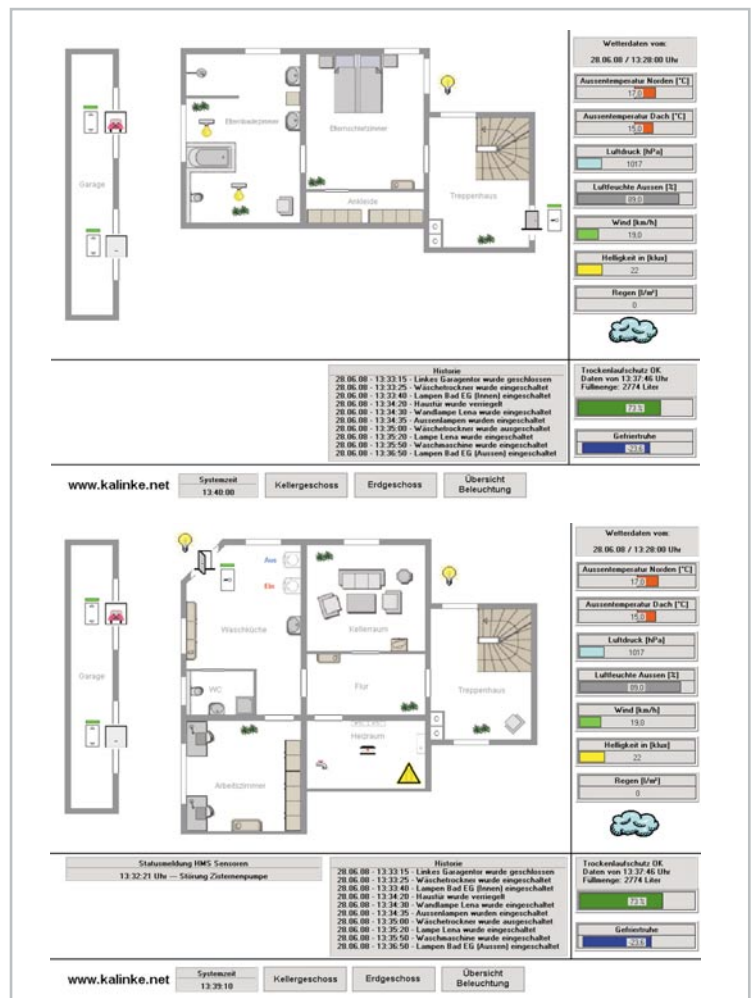 Wetterdaten vom:
28.06.08 / 13:28:00 Uhr
Aussentemperatur Norden [°C]
17,0
Aussentemperatur Dach [°C]
15,0
Luftdruck [hPa]
1017
Luftfeuchte Aussen [%]
89,0
Wind [km/h]
19,0
Helligkeit in [klux]
22
Regen [l/m²]
0
Garage
Elternbadezimmer
Elternschlafzimmer
Ankleide
Treppenhaus
Historie
28.06.08 - 13:33:15 - Linkes Garagentor wurde geschlossen
28.06.08 - 13:33:25 - Wäschetrockner wurde eingeschaltet
28.06.08 - 13:33:40 - Lampen Bad EG (Innen) eingeschaltet
28.06.08 - 13:34:20 - Haustür wurde verriegelt
28.06.08 - 13:34:30 - Wandlampe Lena wurde eingeschaltet
28.06.08 - 13:34:35 - Aussenlampen wurden eingeschaltet
28.06.08 - 13:35:00 - Wäschetrockner wurde ausgeschaltet
28.06.08 - 13:35:20 - Lampe Lena wurde eingeschaltet
28.06.08 - 13:35:50 - Waschmaschine wurde eingeschaltet
28.06.08 - 13:36:50 - Lampen Bad EG (Aussen) eingeschaltet
Trockenlaufschutz OK
Daten von 13:37:46 Uhr
Füllmenge: 2774 Liter
73%
Gefriertruhe
-23,6
www.kalinke.net
Systemzeit
13:40:00
Kellergeschoss
Erdgeschoss
Übersicht
Beleuchtung
Wetterdaten vom:
28.06.08 / 13:28:00 Uhr
Aussentemperatur Norden [°C]
17,0
Aussentemperatur Dach [°C]
15,0
Luftdruck [hPa]
1017
Luftfeuchte Aussen [%]
89,0
Wind [km/h]
19,0
Helligkeit in [klux]
22
Regen [l/m²]
0
Garage
Aus
Ein
Waschküche
Kellerraum
WC
Flur
Treppenhaus
Heizraum
Arbeitszimmer
Statusmeldung HMS Sensoren
13:32:21 Uhr --- Störung Zisternenpumpe
Historie
28.06.08 - 13:33:15 - Linkes Garagentor wurde geschlossen
28.06.08 - 13:33:25 - Wäschetrockner wurde eingeschaltet
28.06.08 - 13:33:40 - Lampen Bad EG (Innen) eingeschaltet
28.06.08 - 13:34:20 - Haustür wurde verriegelt
28.06.08 - 13:34:30 - Wandlampe Lena wurde eingeschaltet
28.06.08 - 13:34:35 - Aussenlampen wurden eingeschaltet
28.06.08 - 13:35:00 - Wäschetrockner wurde ausgeschaltet
28.06.08 - 13:35:20 - Lampe Lena wurde eingeschaltet
28.06.08 - 13:35:50 - Waschmaschine wurde eingeschaltet
28.06.08 - 13:36:50 - Lampen Bad EG (Aussen) eingeschaltet
Trockenlaufschutz OK
Daten von 13:37:46 Uhr
Füllmenge: 2774 Liter
73%
Gefriertruhe
-23,6
www.kalinke.net
Systemzeit
13:39:10
Kellergeschoss
Erdgeschoss
Übersicht
Beleuchtung